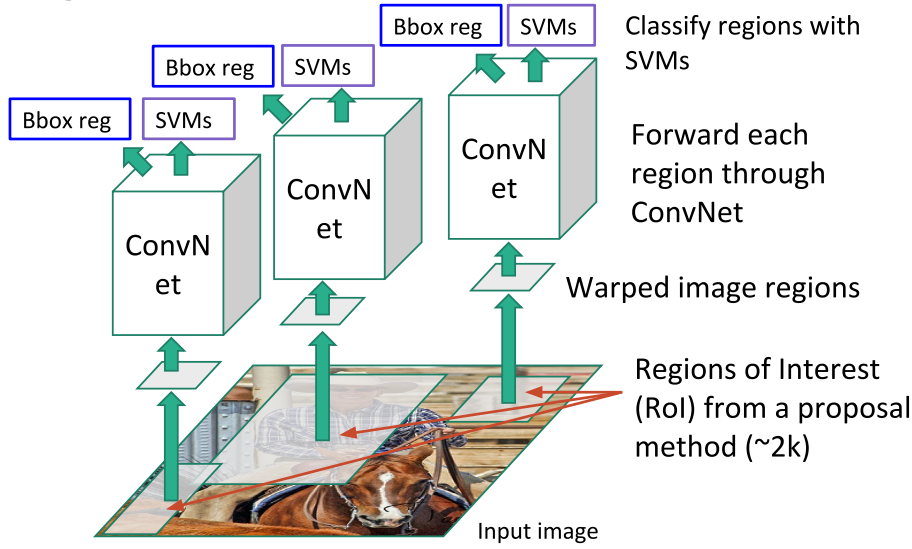 Bbox reg
SVMs
Classify regions with
SVMs
Bbox reg
SVMs
Bbox reg
SVMs
ConvN
et
Forward each
region through
ConvNet
ConvN
et
ConvN
et
Warped image regions
Regions of Interest
(RoI) from a proposal
method (~2k)
Input image